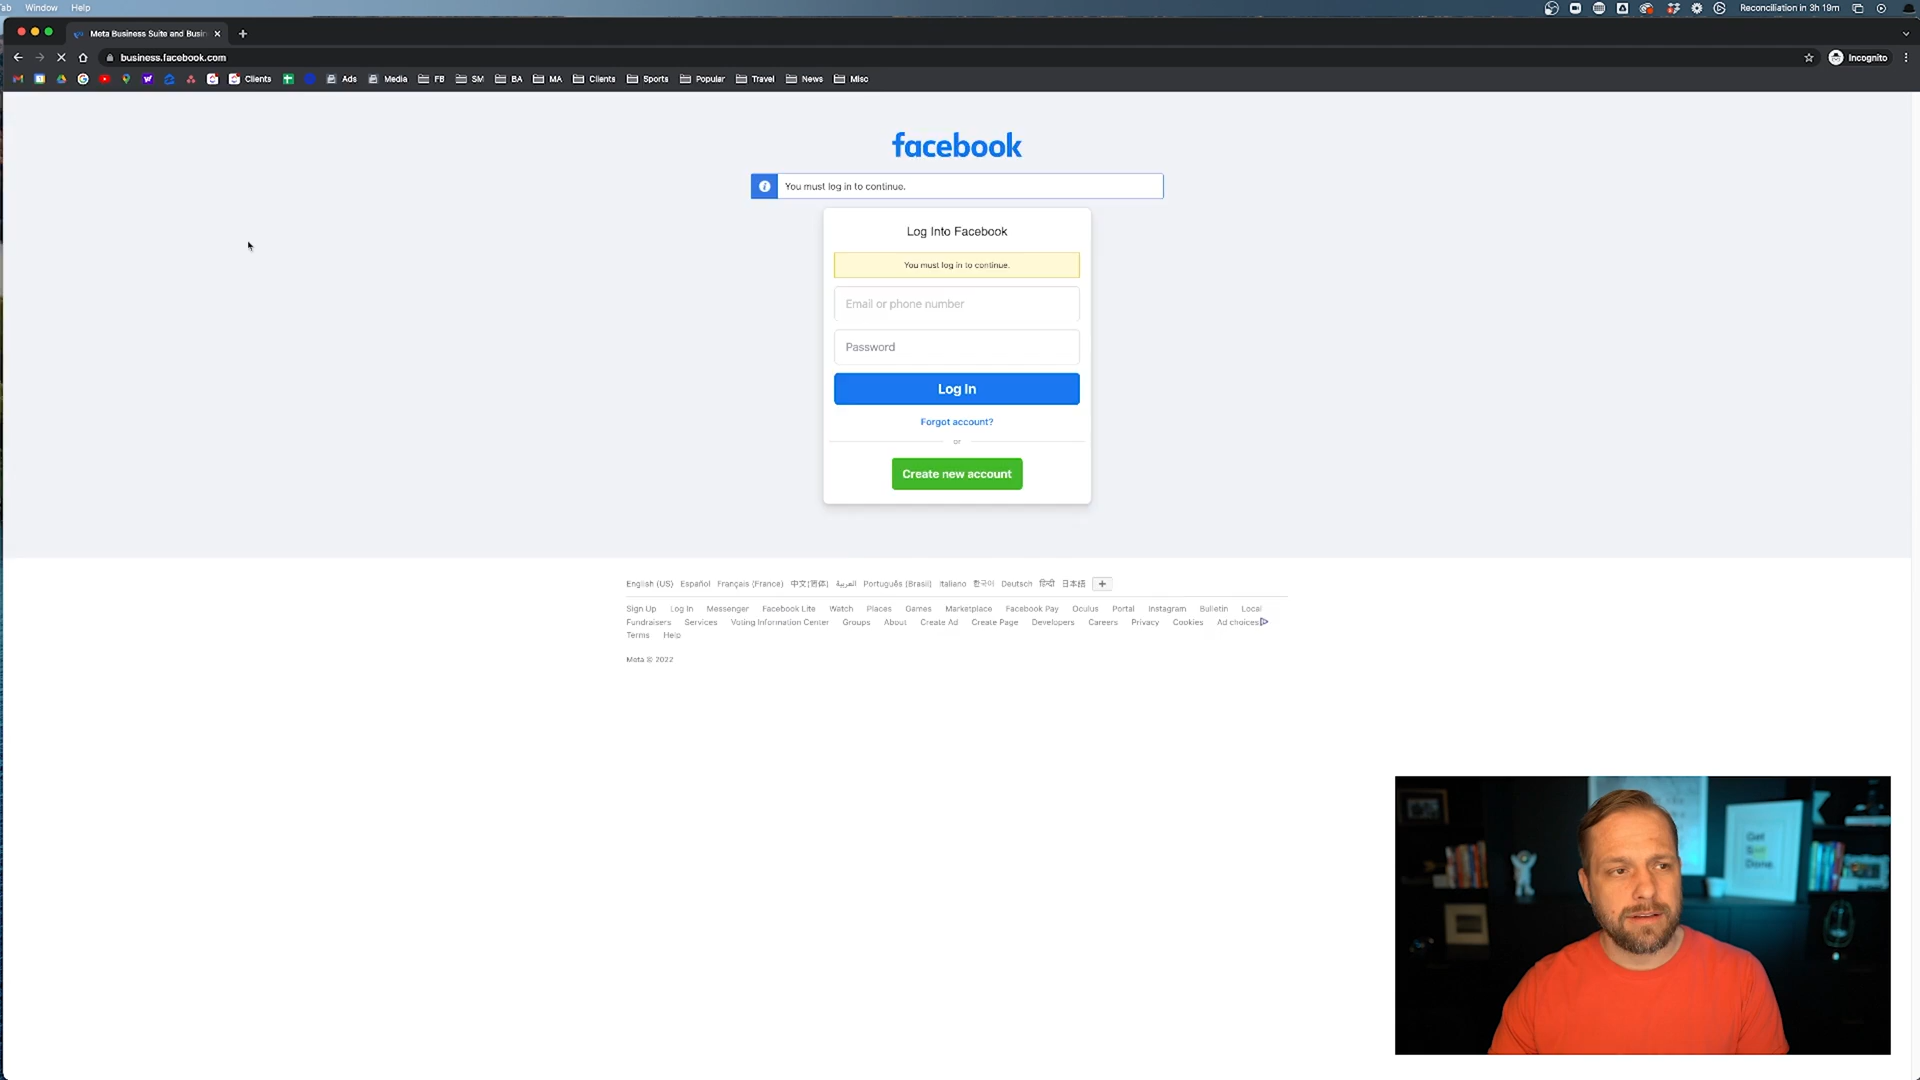 Window Help
Reconciliation in 3h 19m
Meta Business Suite and Busin
business.facebook.com
Incognito
Clients Ads Media FB SM BA MA Clients Sports Popular Travel News Misc
facebook
You must log in to continue.
Log Into Facebook
You must log in to continue.
Email or phone number
Password
Log In
Forgot account?
or
Create new account
English (US) Español Français (France) 中文(简体) العربية Português (Brasil) Italiano 한국어 Deutsch हिन्दी 日本語
Sign Up Log In Messenger Facebook Lite Watch Places Games Marketplace Facebook Pay Oculus Portal Instagram Bulletin Local
Fundraisers Services Voting Information Center Groups About Create Ad Create Page Developers Careers Privacy Cookies Ad choices
Terms Help
Meta © 2022
Get
Done.